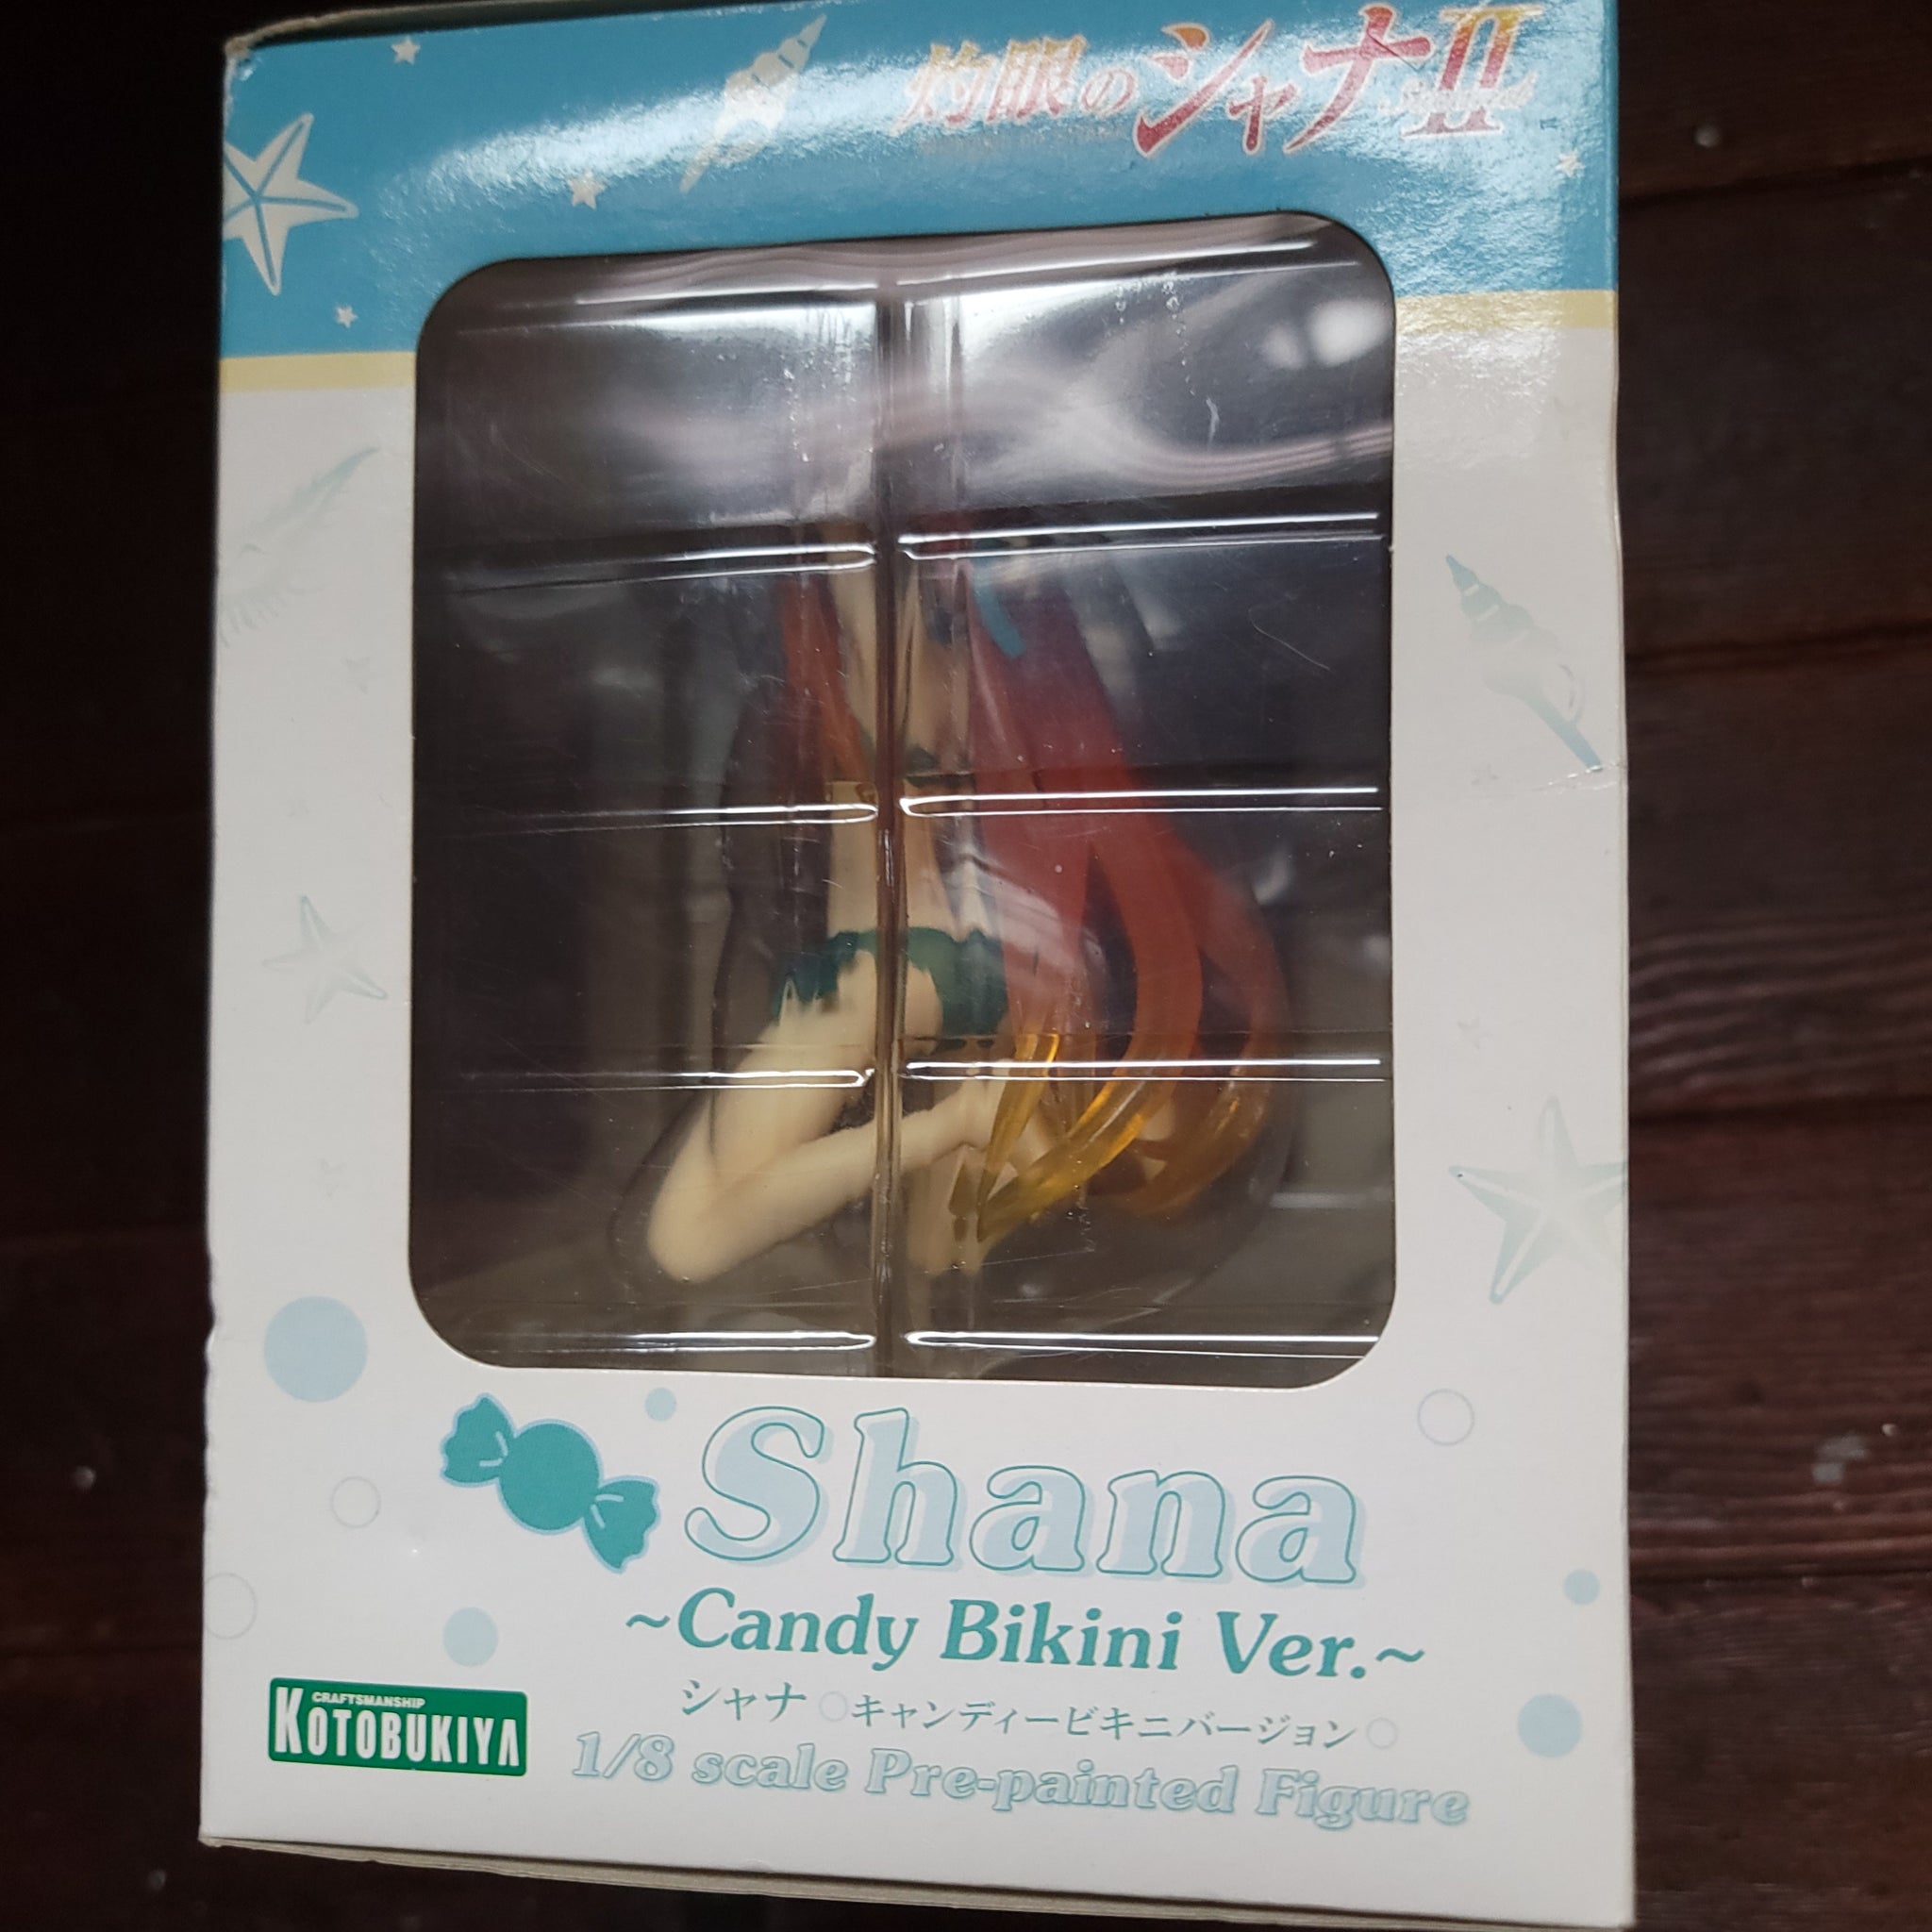 灼眼のシャナII
Shana
~Candy Bikini Ver.~
シャナ ○キャンディービキニバージョン○
CRAFTSMANSHIP
KOTOBUKIYA
1/8 scale Pre-painted Figure